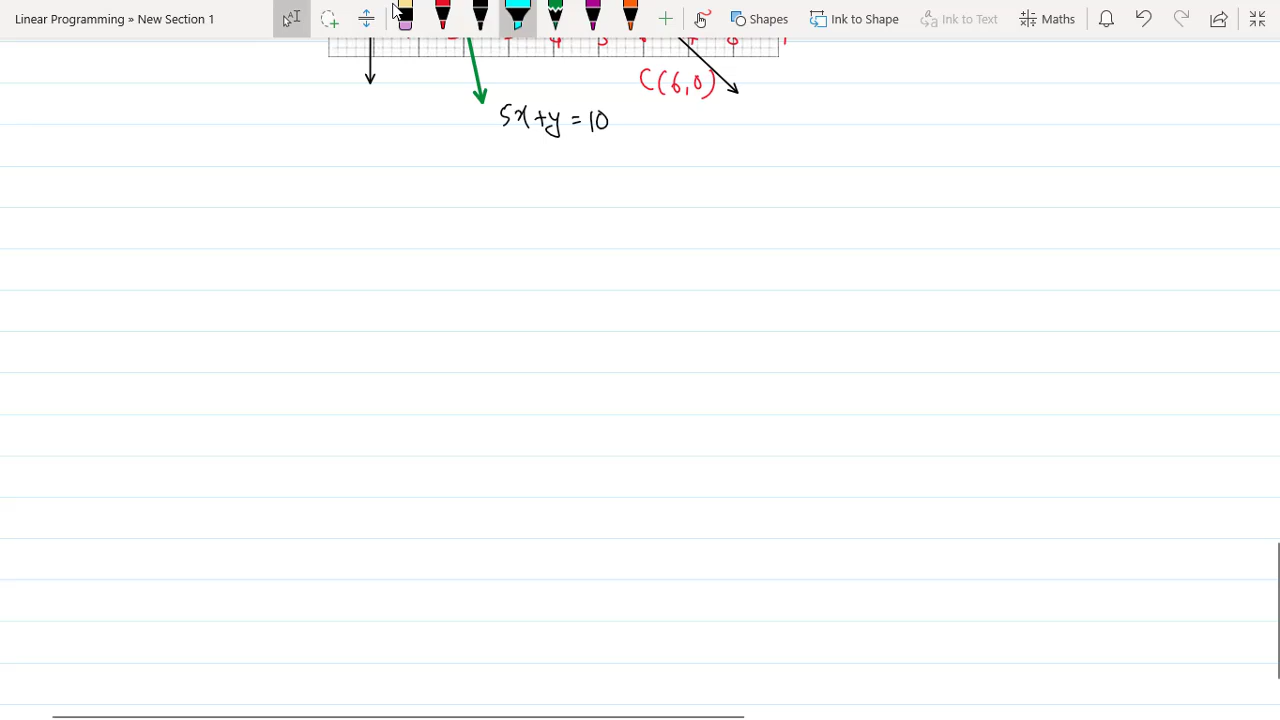 Linear Programming » New Section 1
Shapes
Ink to Shape
Ink to Text
Maths
C(6,0)
5x+y=10